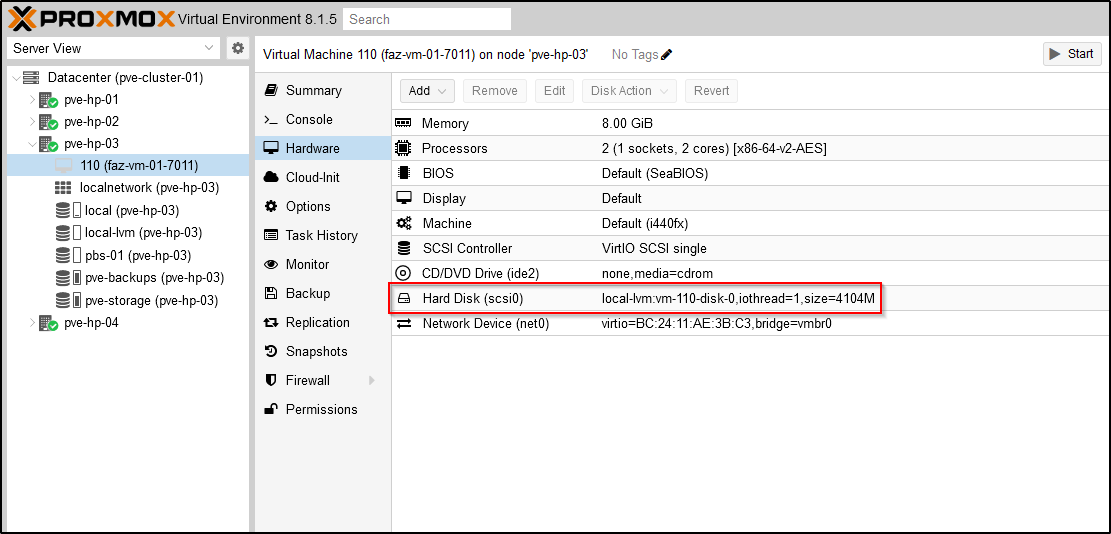 PROXMOX Virtual Environment 8.1.5 Search
Server View
Datacenter (pve-cluster-01)
pve-hp-01
pve-hp-02
pve-hp-03
110 (faz-vm-01-7011)
localnetwork (pve-hp-03)
local (pve-hp-03)
local-lvm (pve-hp-03)
pbs-01 (pve-hp-03)
pve-backups (pve-hp-03)
pve-storage (pve-hp-03)
pve-hp-04
Virtual Machine 110 (faz-vm-01-7011) on node 'pve-hp-03' No Tags Start
Summary
Console
Hardware
Cloud-Init
Options
Task History
Monitor
Backup
Replication
Snapshots
Firewall
Permissions
Add Remove Edit Disk Action Revert
Memory 8.00 GiB
Processors 2 (1 sockets, 2 cores) [x86-64-v2-AES]
BIOS Default (SeaBIOS)
Display Default
Machine Default (i440fx)
SCSI Controller VirtIO SCSI single
CD/DVD Drive (ide2) none,media=cdrom
Hard Disk (scsi0) local-lvm:vm-110-disk-0,iothread=1,size=4104M
Network Device (net0) virtio=BC:24:11:AE:3B:C3,bridge=vmbr0